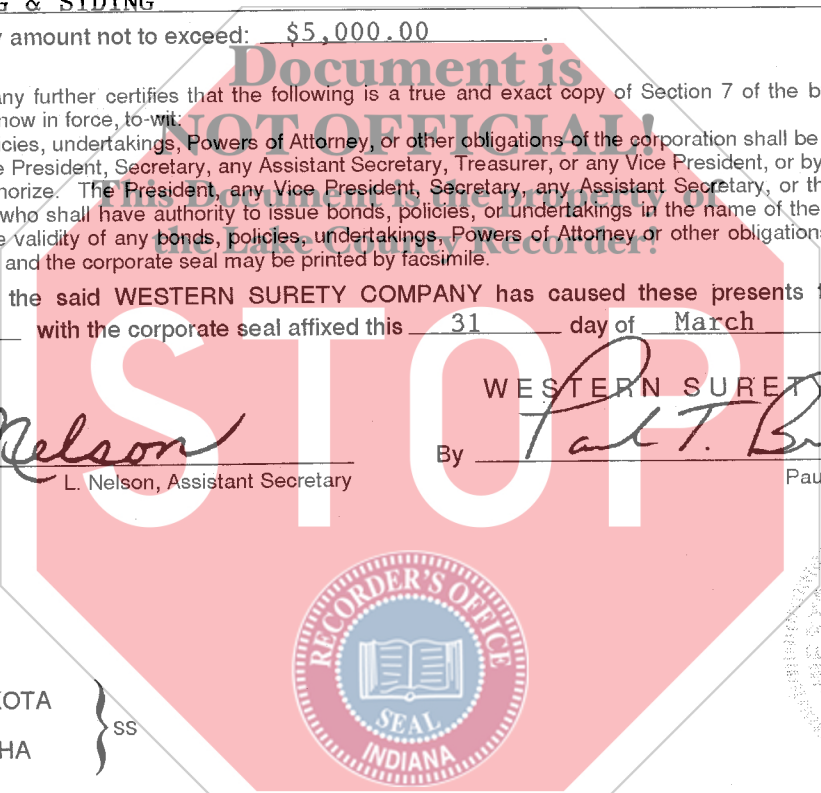 G & SIDING
y amount not to exceed: $5,000.00.
Document is
any further certifies that the following is a true and exact copy of Section 7 of the b
now in force, to-wit:
NOT OFFICIAL!
cies, undertakings, Powers of Attorney, or other obligations of the corporation shall be
e President, Secretary, any Assistant Secretary, Treasurer, or any Vice President, or by
horize. The President, any Vice President, Secretary, any Assistant Secretary, or th
This Document is the property of
who shall have authority to issue bonds, policies, or undertakings in the name of the
e validity of any bonds, policies, undertakings, Powers of Attorney or other obligation
the Lake County Recorder!
and the corporate seal may be printed by facsimile.
the said WESTERN SURETY COMPANY has caused these presents t
with the corporate seal affixed this 31 day of March
STOP
WESTERN SURETY
Nelson
By Paul T. B
L. Nelson, Assistant Secretary
Pau
RECORDER'S OFFICE
SEAL
INDIANA
KOTA
SS
HA